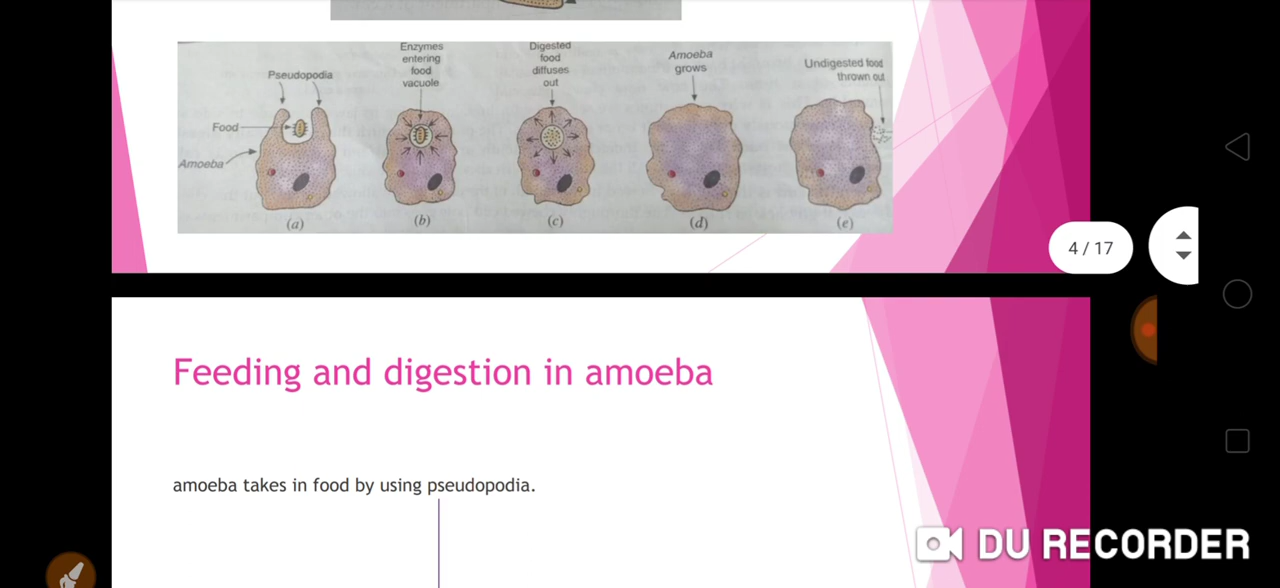 Enzymes
entering
food
vacuole
Digested
food
diffuses
out
Amoeba
grows
Undigested food
thrown out
Pseudopodia
Food
Amoeba
(a)
(b)
(c)
(d)
(e)
4 / 17
Feeding and digestion in amoeba
amoeba takes in food by using pseudopodia.
DU RECORDER